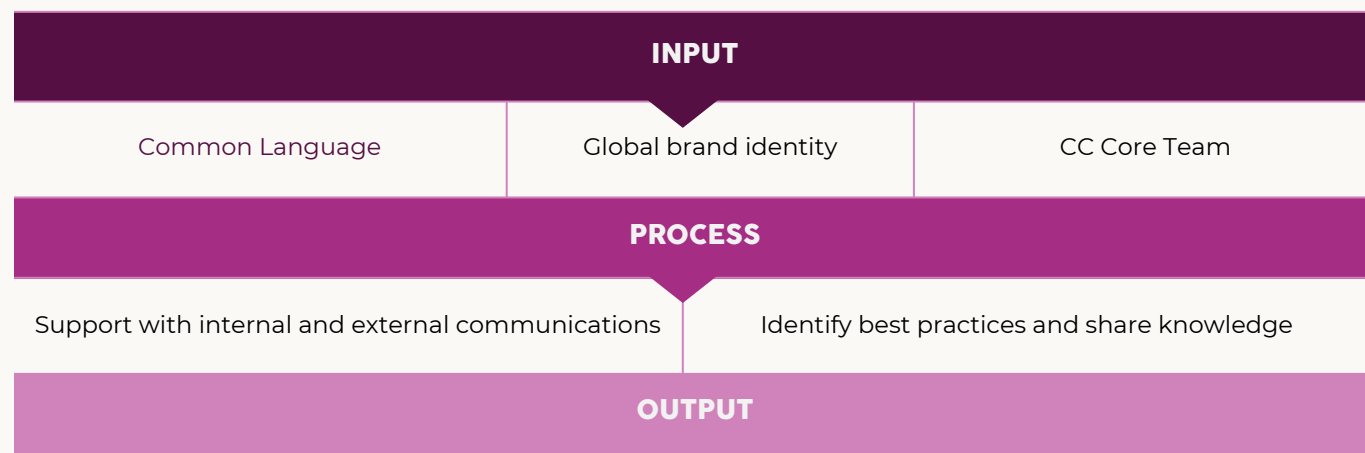 INPUT
Common Language
Global brand identity
CC Core Team
PROCESS
Support with internal and external communications
Identify best practices and share knowledge
OUTPUT